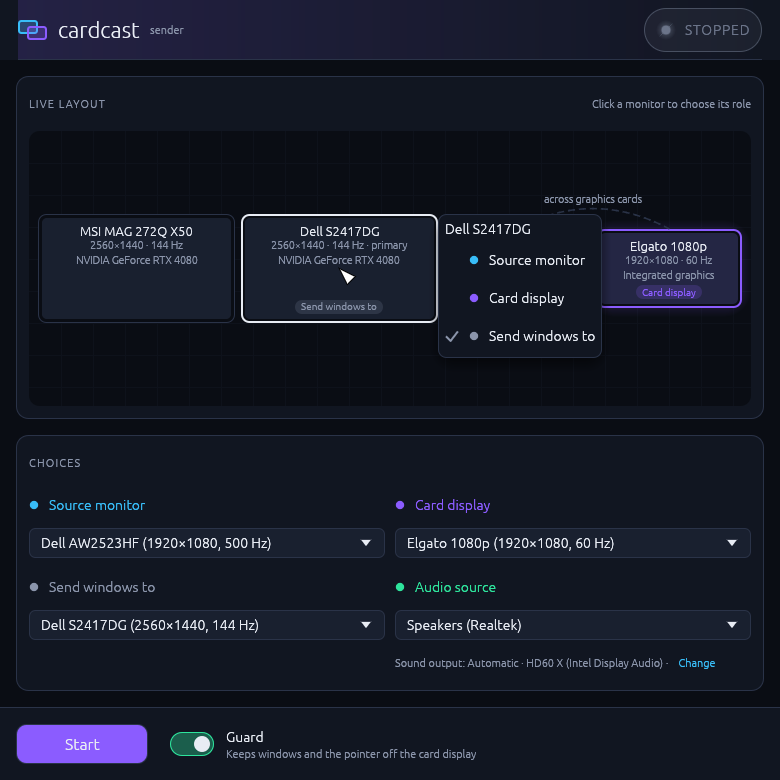 cardcast sender
STOPPED
LIVE LAYOUT
Click a monitor to choose its role
across graphics cards
MSI MAG 272Q X50
2560×1440 · 144 Hz
NVIDIA GeForce RTX 4080
Dell S2417DG
2560×1440 · 144 Hz · primary
NVIDIA GeForce RTX 4080
Send windows to
Dell S2417DG
Source monitor
Card display
Send windows to
Elgato 1080p
1920×1080 · 60 Hz
Integrated graphics
Card display
CHOICES
Source monitor
Dell AW2523HF (1920×1080, 500 Hz)
Card display
Elgato 1080p (1920×1080, 60 Hz)
Send windows to
Dell S2417DG (2560×1440, 144 Hz)
Audio source
Speakers (Realtek)
Sound output: Automatic · HD60 X (Intel Display Audio) · Change
Start
Guard
Keeps windows and the pointer off the card display